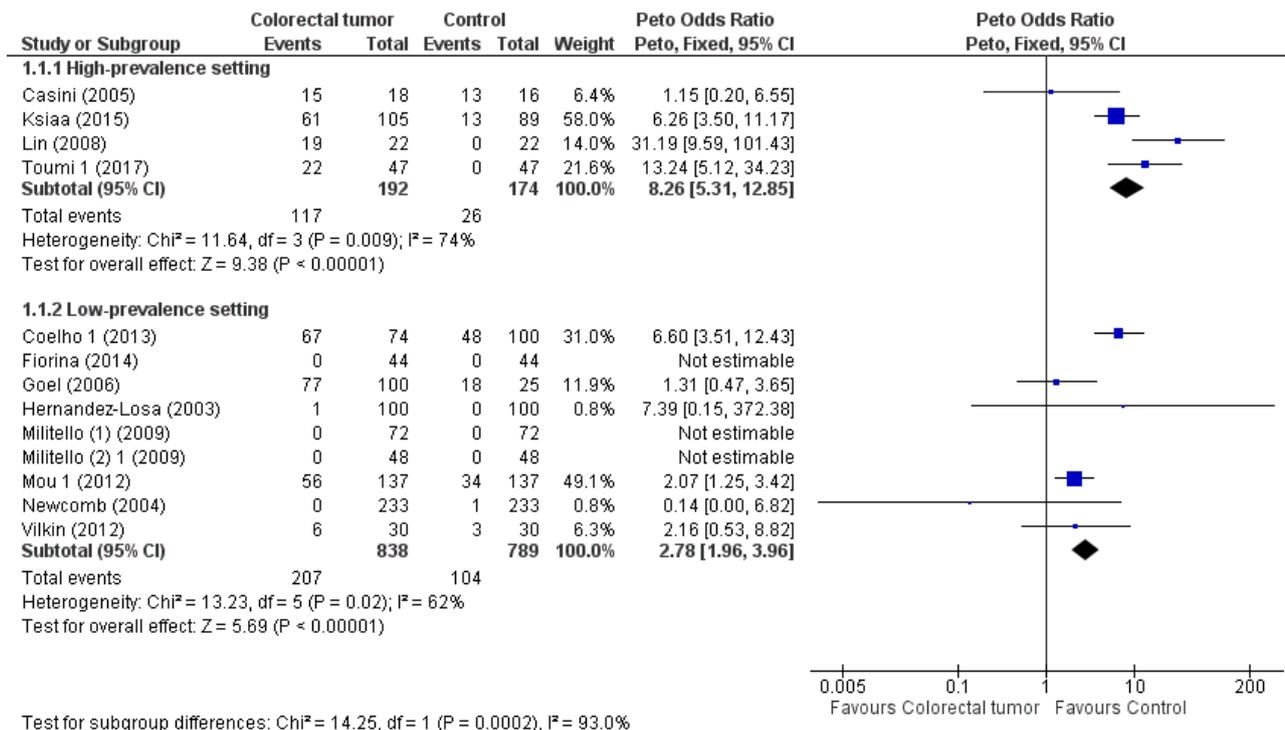 Colorectal tumor Control Peto Odds Ratio Peto Odds Ratio
Study or Subgroup Events Total Events Total Weight Peto, Fixed, 95% CI Peto, Fixed, 95% CI
1.1.1 High-prevalence setting
Casini (2005) 15 18 13 16 6.4% 1.15 [0.20, 6.55]
Ksiaa (2015) 61 105 13 89 58.0% 6.26 [3.50, 11.17]
Lin (2008) 19 22 0 22 14.0% 31.19 [9.59, 101.43]
Toumi 1 (2017) 22 47 0 47 21.6% 13.24 [5.12, 34.23]
Subtotal (95% CI) 192 174 100.0% 8.26 [5.31, 12.85]
Total events 117 26
Heterogeneity: Chi² = 11.64, df = 3 (P = 0.009); I² = 74%
Test for overall effect: Z = 9.38 (P < 0.00001)
1.1.2 Low-prevalence setting
Coelho 1 (2013) 67 74 48 100 31.0% 6.60 [3.51, 12.43]
Fiorina (2014) 0 44 0 44 Not estimable
Goel (2006) 77 100 18 25 11.9% 1.31 [0.47, 3.65]
Hernandez-Losa (2003) 1 100 0 100 0.8% 7.39 [0.15, 372.38]
Militello (1) (2009) 0 72 0 72 Not estimable
Militello (2) 1 (2009) 0 48 0 48 Not estimable
Mou 1 (2012) 56 137 34 137 49.1% 2.07 [1.25, 3.42]
Newcomb (2004) 0 233 1 233 0.8% 0.14 [0.00, 6.82]
Vilkin (2012) 6 30 3 30 6.3% 2.16 [0.53, 8.82]
Subtotal (95% CI) 838 789 100.0% 2.78 [1.96, 3.96]
Total events 207 104
Heterogeneity: Chi² = 13.23, df = 5 (P = 0.02); I² = 62%
Test for overall effect: Z = 5.69 (P < 0.00001)
0.005 0.1 1 10 200
Favours Colorectal tumor Favours Control
Test for subgroup differences: Chi² = 14.25, df = 1 (P = 0.0002), I² = 93.0%